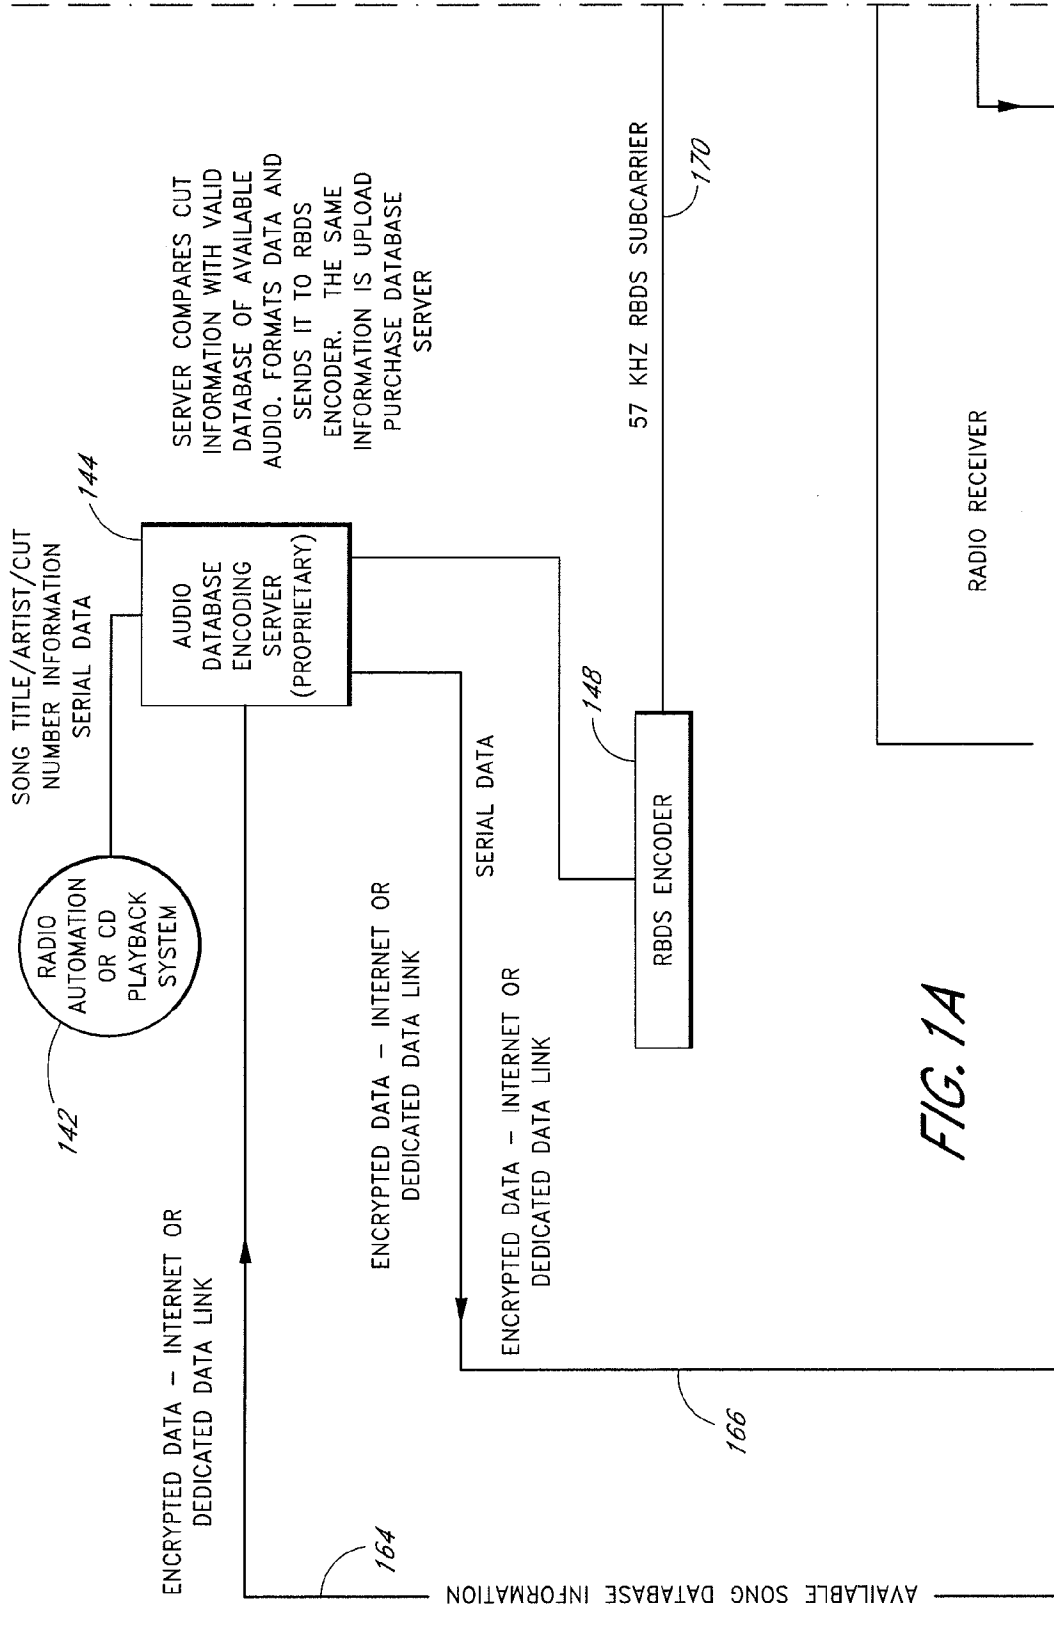 SONG TITLE/ARTIST/CUT
NUMBER INFORMATION
SERIAL DATA
144
RADIO
AUTOMATION
OR CD
PLAYBACK
SYSTEM
142
AUDIO
DATABASE
ENCODING
SERVER
(PROPRIETARY)
SERVER COMPARES CUT
INFORMATION WITH VALID
DATABASE OF AVAILABLE
AUDIO. FORMATS DATA AND
SENDS IT TO RBDS
ENCODER. THE SAME
INFORMATION IS UPLOAD
PURCHASE DATABASE
SERVER
ENCRYPTED DATA – INTERNET OR
DEDICATED DATA LINK
164
AVAILABLE SONG DATABASE INFORMATION
ENCRYPTED DATA – INTERNET OR
DEDICATED DATA LINK
SERIAL DATA
ENCRYPTED DATA – INTERNET OR
DEDICATED DATA LINK
166
148
RBDS ENCODER
57 KHZ RBDS SUBCARRIER
170
RADIO RECEIVER
FIG. 1A